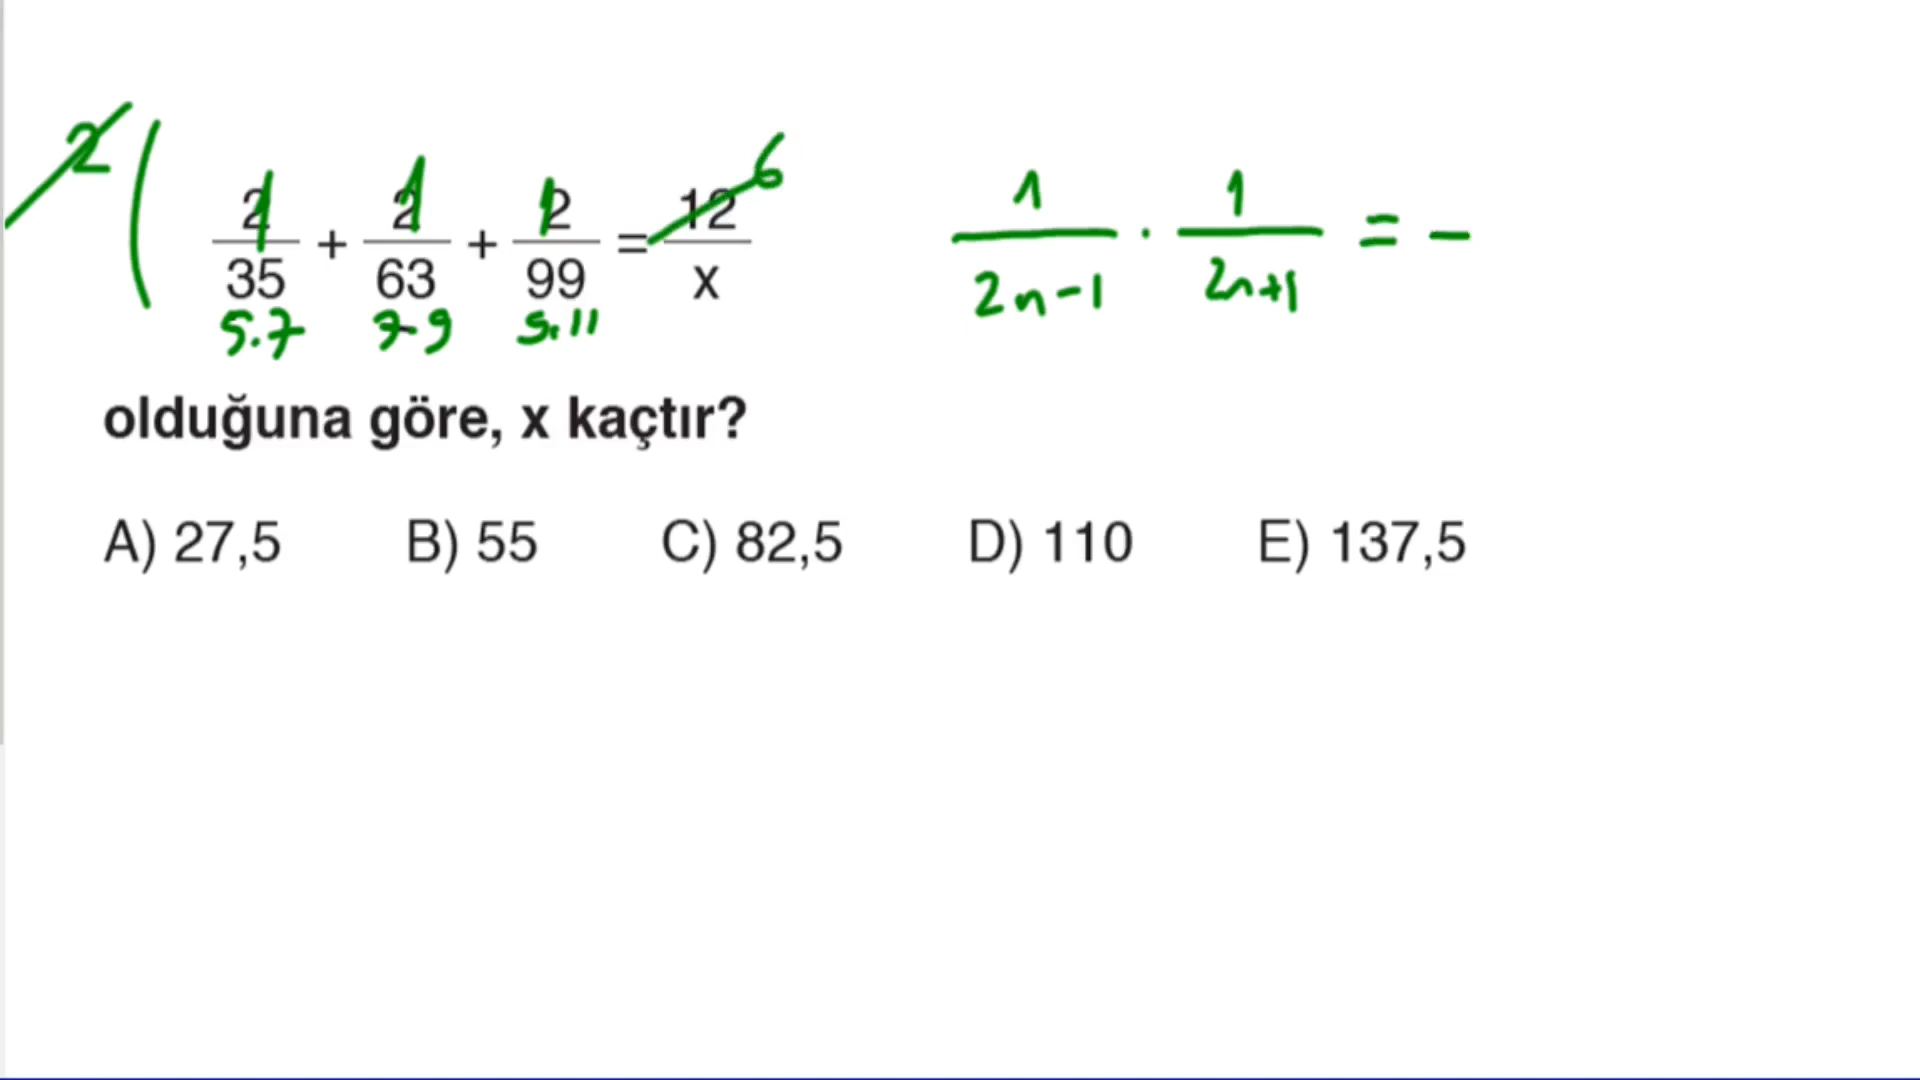 2 ( 2/35 + 2/63 + 2/99 = 12/x 6
1 1 1
5.7 7.9 9.11
1/2n-1 . 1/2n+1 = -
olduğuna göre, x kaçtır?
A) 27,5 B) 55 C) 82,5 D) 110 E) 137,5